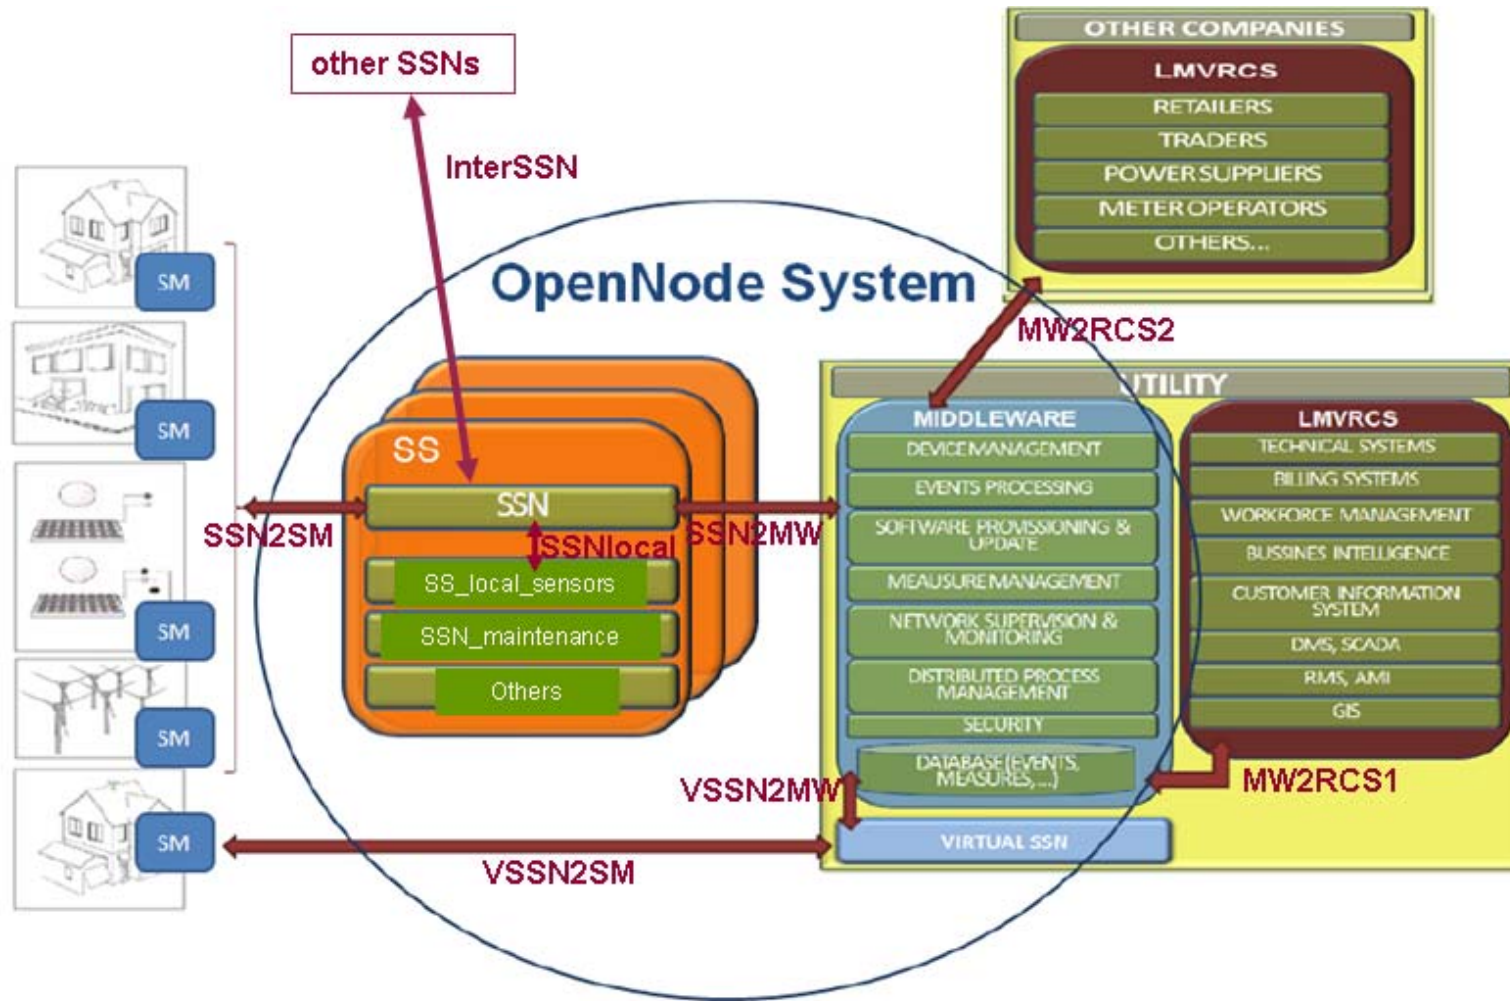 other SSNs
InterSSN
OpenNode System
SM
SM
SM
SM
SM
SSN2SM
SS
SSN
SSNlocal
SS_local_sensors
SSN_maintenance
Others
SSN2MW
VSSN2SM
VSSN2MW
OTHER COMPANIES
LMVRCS
RETAILERS
TRADERS
POWER SUPPLIERS
METER OPERATORS
OTHERS...
MW2RCS2
UTILITY
MIDDLEWARE
DEVICE MANAGEMENT
EVENTS PROCESSING
SOFTWARE PROVISSIONING &
UPDATE
MEAUSURE MANAGEMENT
NETWORK SUPERVISION &
MONITORING
DISTRIBUTED PROCESS
MANAGEMENT
SECURITY
DATABASE (EVENTS,
MEASURES,...)
VIRTUAL SSN
LMVRCS
TECHNICAL SYSTEMS
BILLING SYSTEMS
WORKFORCE MANAGEMENT
BUSSINES INTELLIGENCE
CUSTOMER INFORMATION
SYSTEM
DMS, SCADA
RMS, AMI
GIS
MW2RCS1